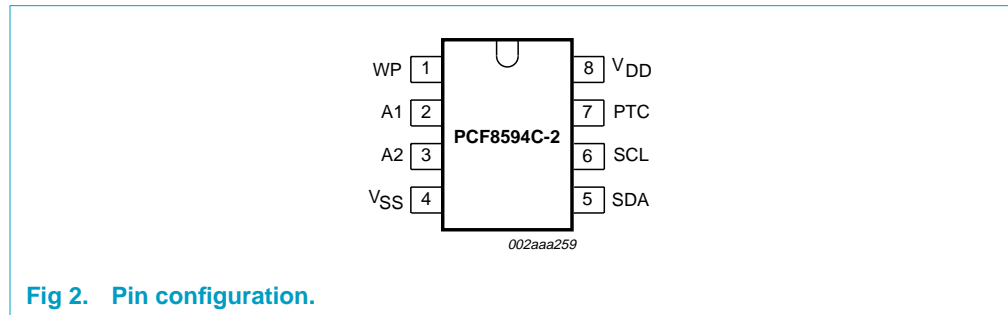 WP 1 8 VDD
A1 2 7 PTC
PCF8594C-2
A2 3 6 SCL
VSS 4 5 SDA
002aaa259
Fig 2. Pin configuration.